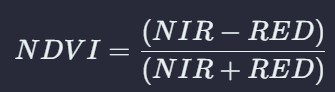 NDVI = (NIR − RED) / (NIR + RED)